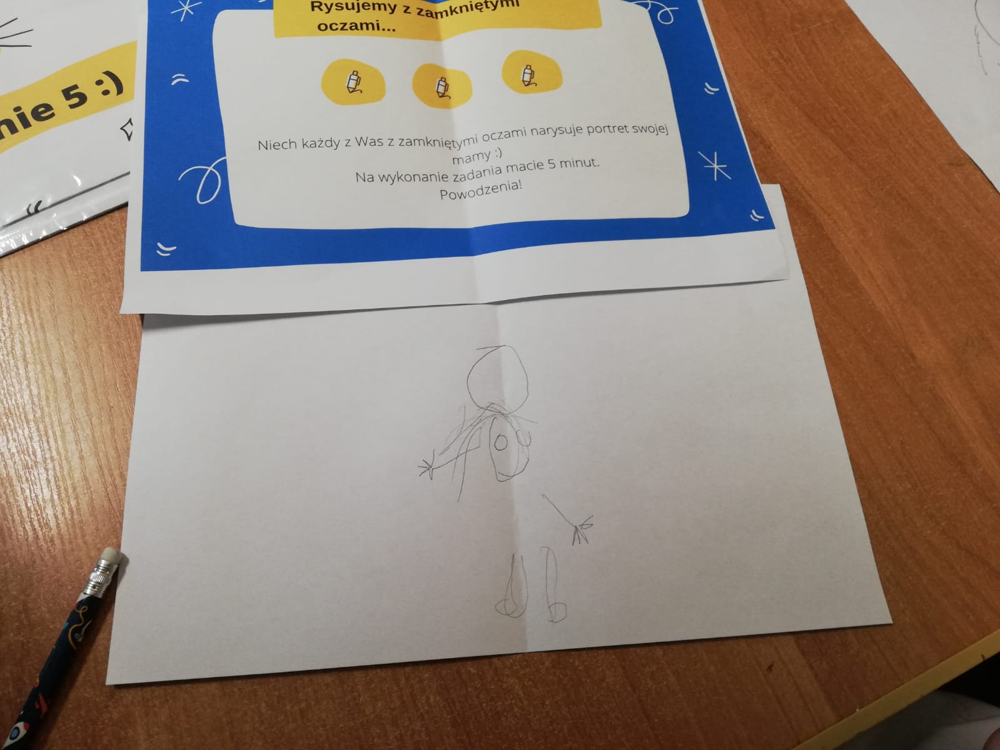 Rysujemy z zamkniętymi
oczami...
nie 5 :)
Niech każdy z Was z zamkniętymi oczami narysuje portret swojej
mamy :)
Na wykonanie zadania macie 5 minut.
Powodzenia!